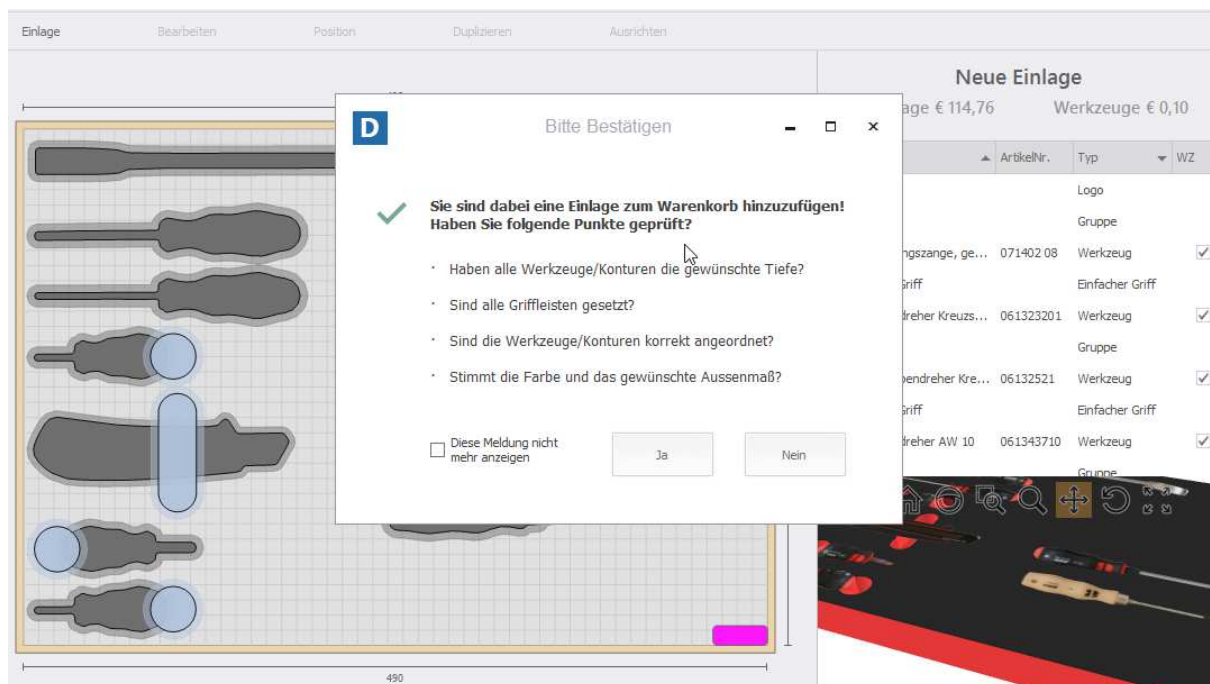 Einlage Bearbeiten Position Duplizieren Ausrichten
Neue Einlage
age € 114,76 Werkzeuge € 0,10
D Bitte Bestätigen
ArtikelNr. Typ WZ
Sie sind dabei eine Einlage zum Warenkorb hinzuzufügen!
Haben Sie folgende Punkte geprüft?
· Haben alle Werkzeuge/Konturen die gewünschte Tiefe?
· Sind alle Griffleisten gesetzt?
· Sind die Werkzeuge/Konturen korrekt angeordnet?
· Stimmt die Farbe und das gewünschte Aussenmaß?
Diese Meldung nicht
mehr anzeigen
Ja Nein
Logo
Gruppe
ngszange, ge... 071402 08 Werkzeug
Griff Einfacher Griff
dreher Kreuzs... 061323201 Werkzeug
Gruppe
bendreher Kre... 06132521 Werkzeug
Griff Einfacher Griff
dreher AW 10 061343710 Werkzeug
Gruppe
490